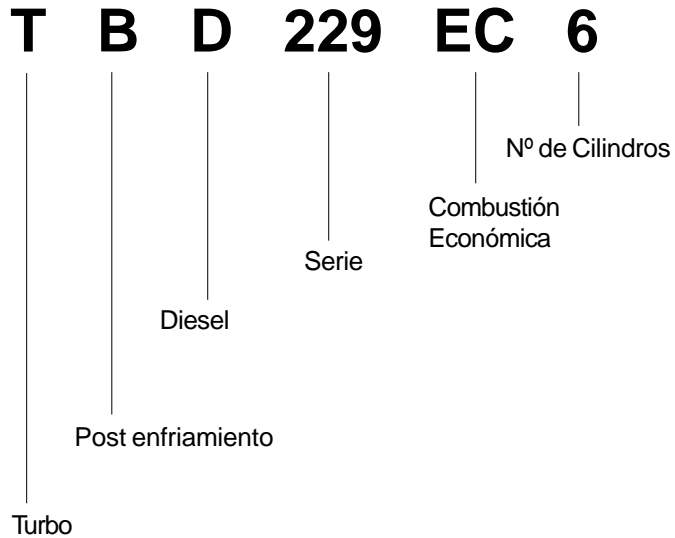 T B D 229 EC 6
Nº de Cilindros
Combustión
Económica
Serie
Diesel
Post enfriamiento
Turbo